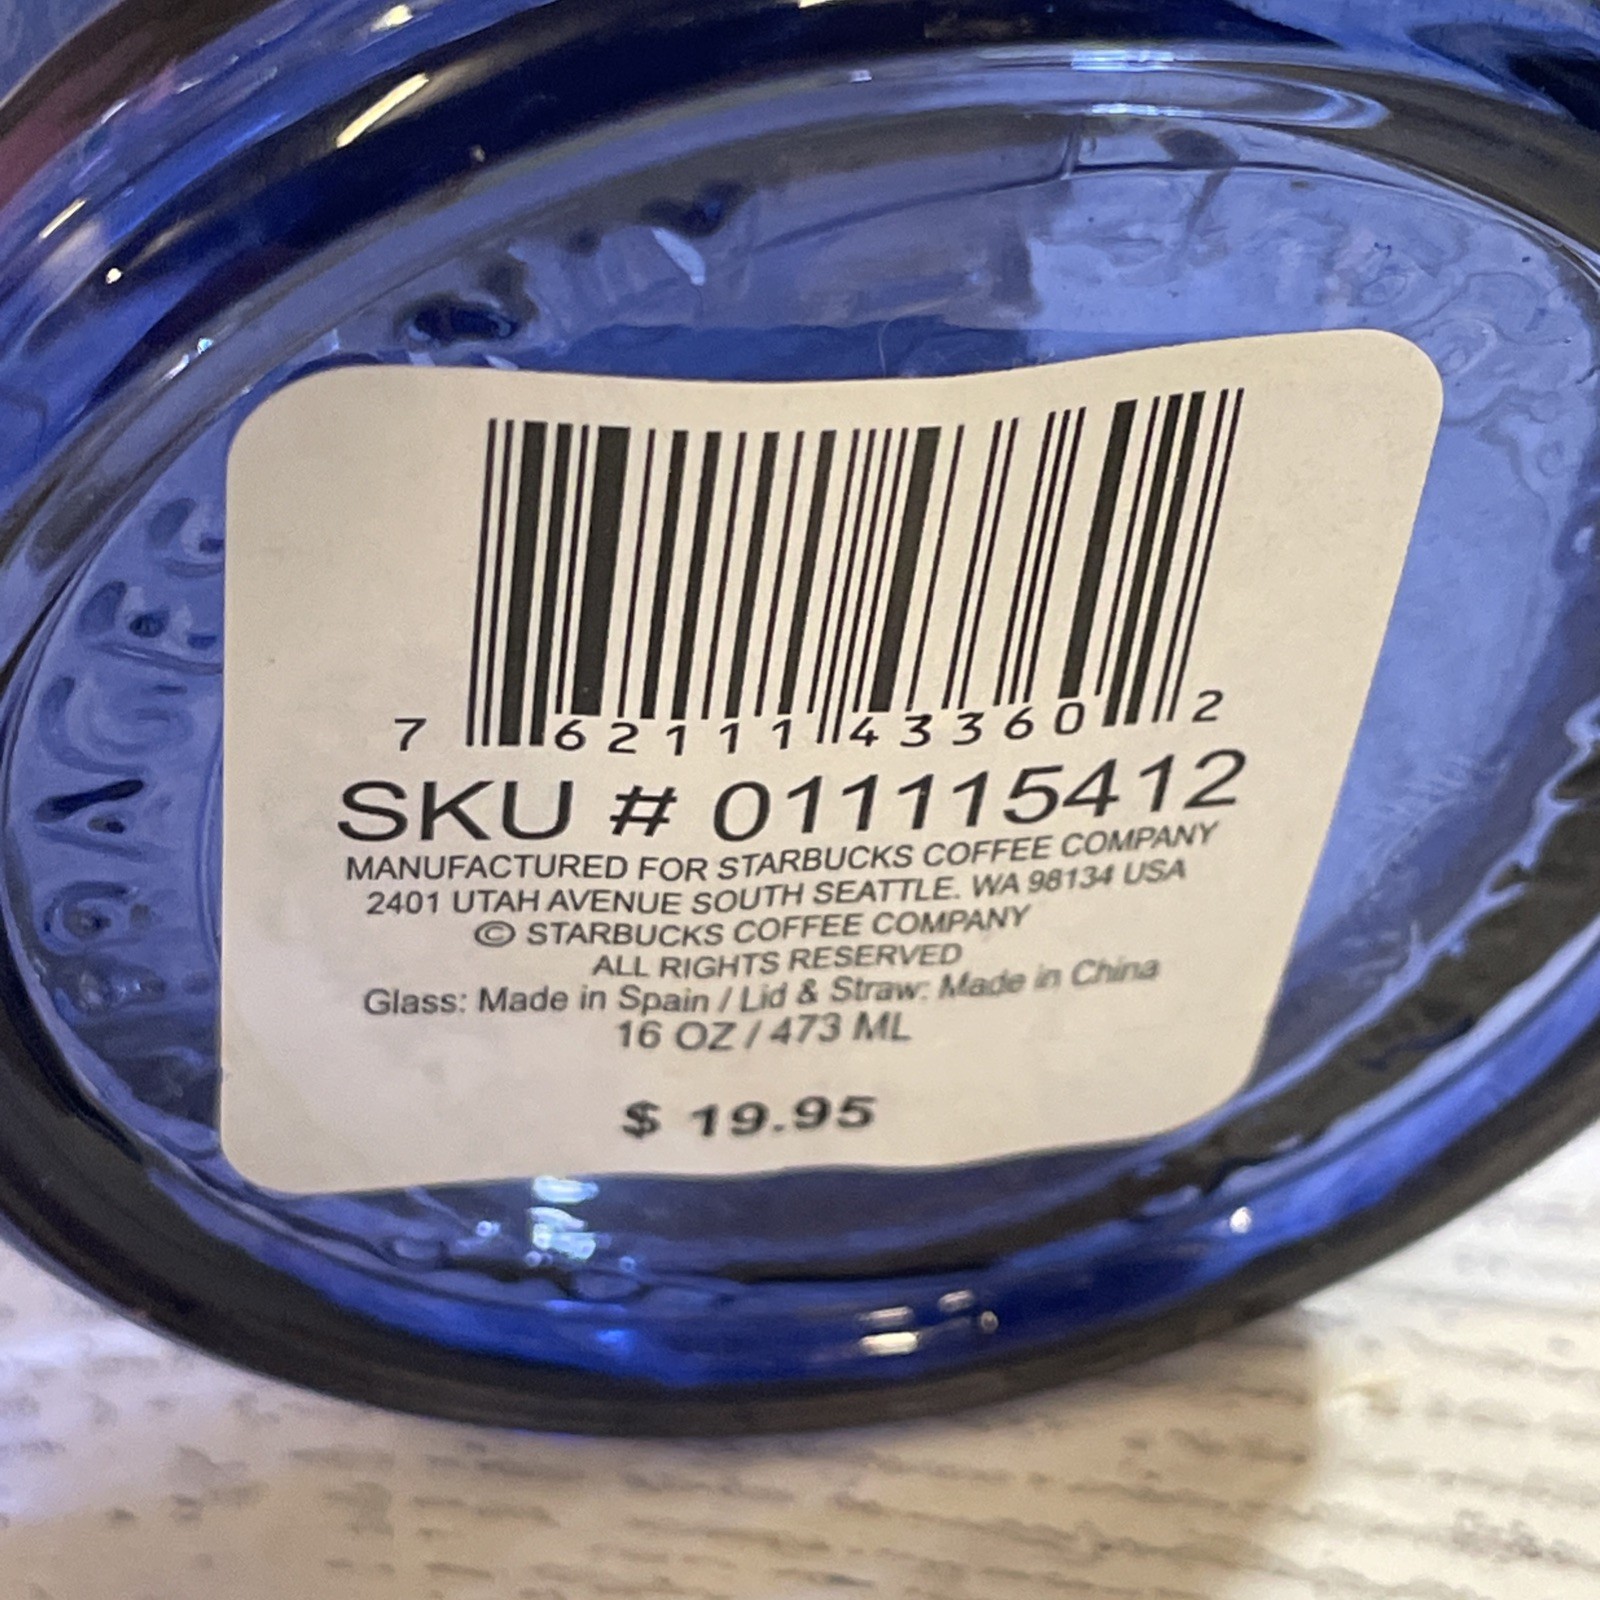 7 62111 43360 2
SKU # 011115412
MANUFACTURED FOR STARBUCKS COFFEE COMPANY
2401 UTAH AVENUE SOUTH SEATTLE. WA 98134 USA
© STARBUCKS COFFEE COMPANY
ALL RIGHTS RESERVED
Glass: Made in Spain / Lid & Straw: Made in China
16 OZ / 473 ML
$ 19.95